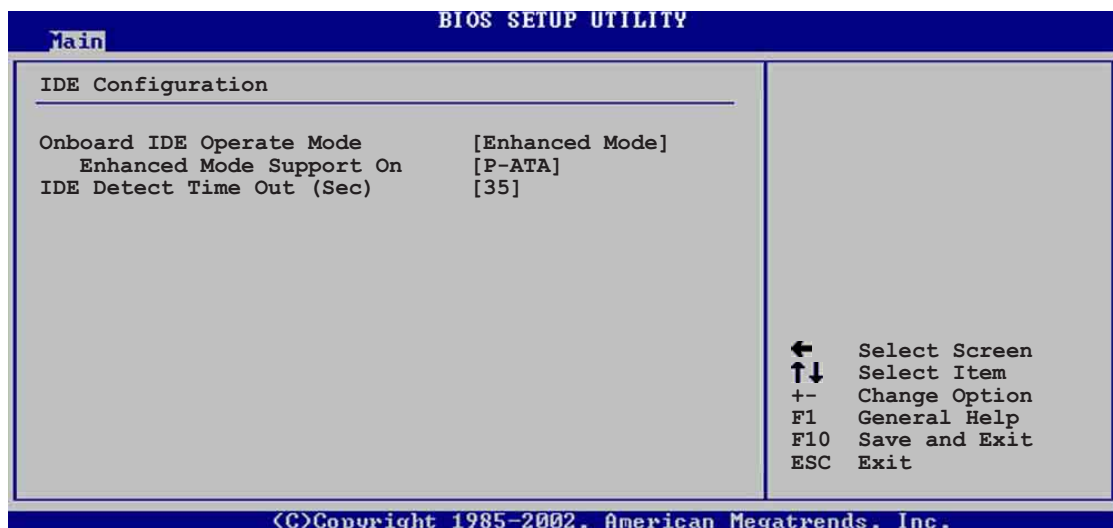 BIOS SETUP UTILITY
Main
IDE Configuration
Onboard IDE Operate Mode [Enhanced Mode]
Enhanced Mode Support On [P-ATA]
IDE Detect Time Out (Sec) [35]
← Select Screen
↑↓ Select Item
+- Change Option
F1 General Help
F10 Save and Exit
ESC Exit
(C)Copyright 1985-2002, American Megatrends, Inc.